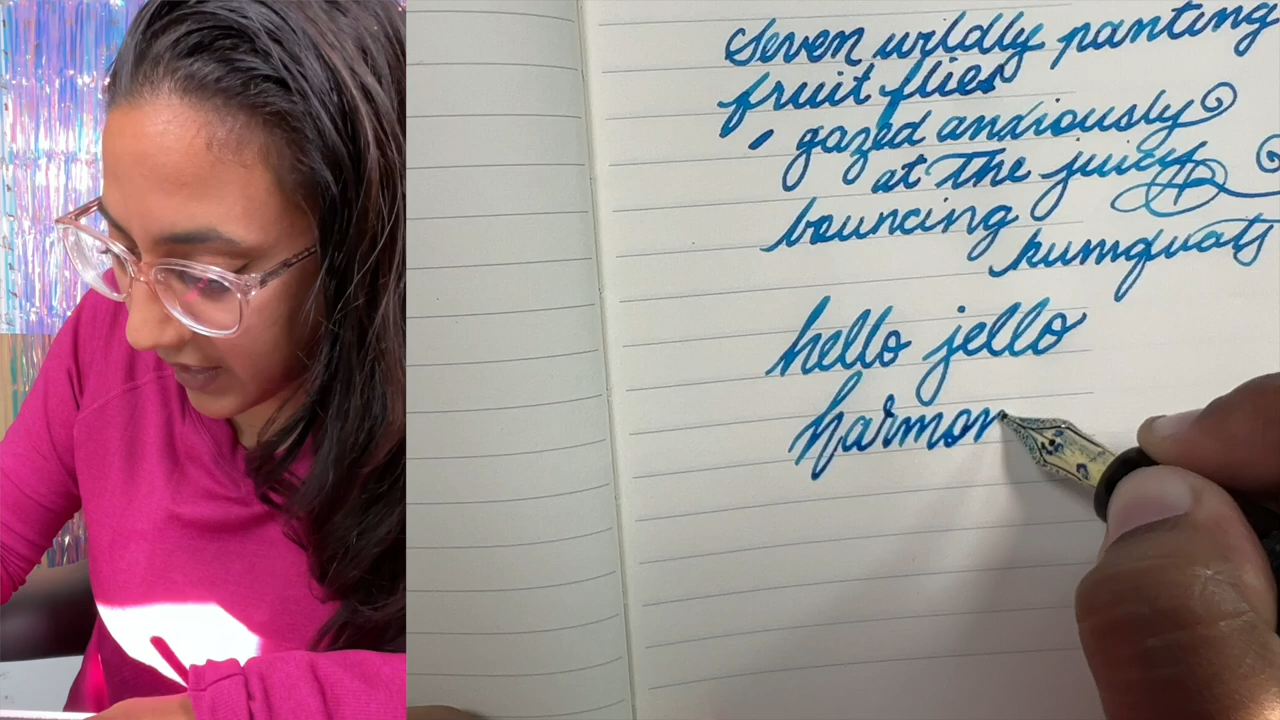 Seven wildly panting
fruit flies
gazed anxiously
at the juicy
bouncing
kumquats
hello jello
harmon